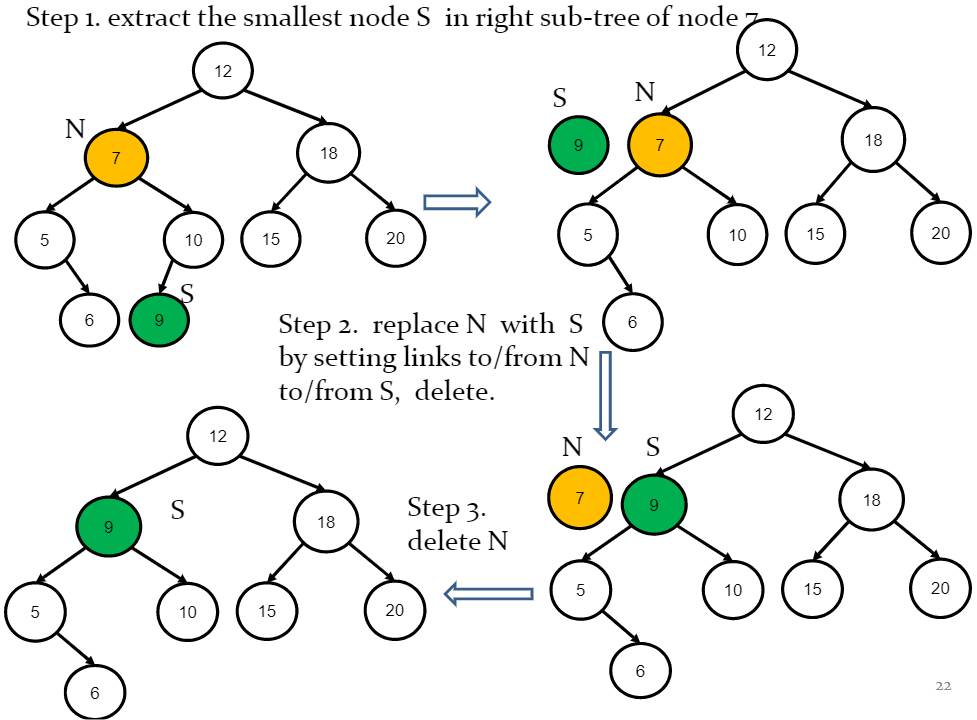 Step 1. extract the smallest node S in right sub-tree of node 7
12
N
7
18
5
10
15
20
6
9
S
12
S
N
9
7
18
5
10
15
20
6
Step 2. replace N with S
by setting links to/from N
to/from S, delete.
12
N
S
7
9
18
5
10
15
20
6
Step 3.
delete N
12
S
9
18
5
10
15
20
6
22